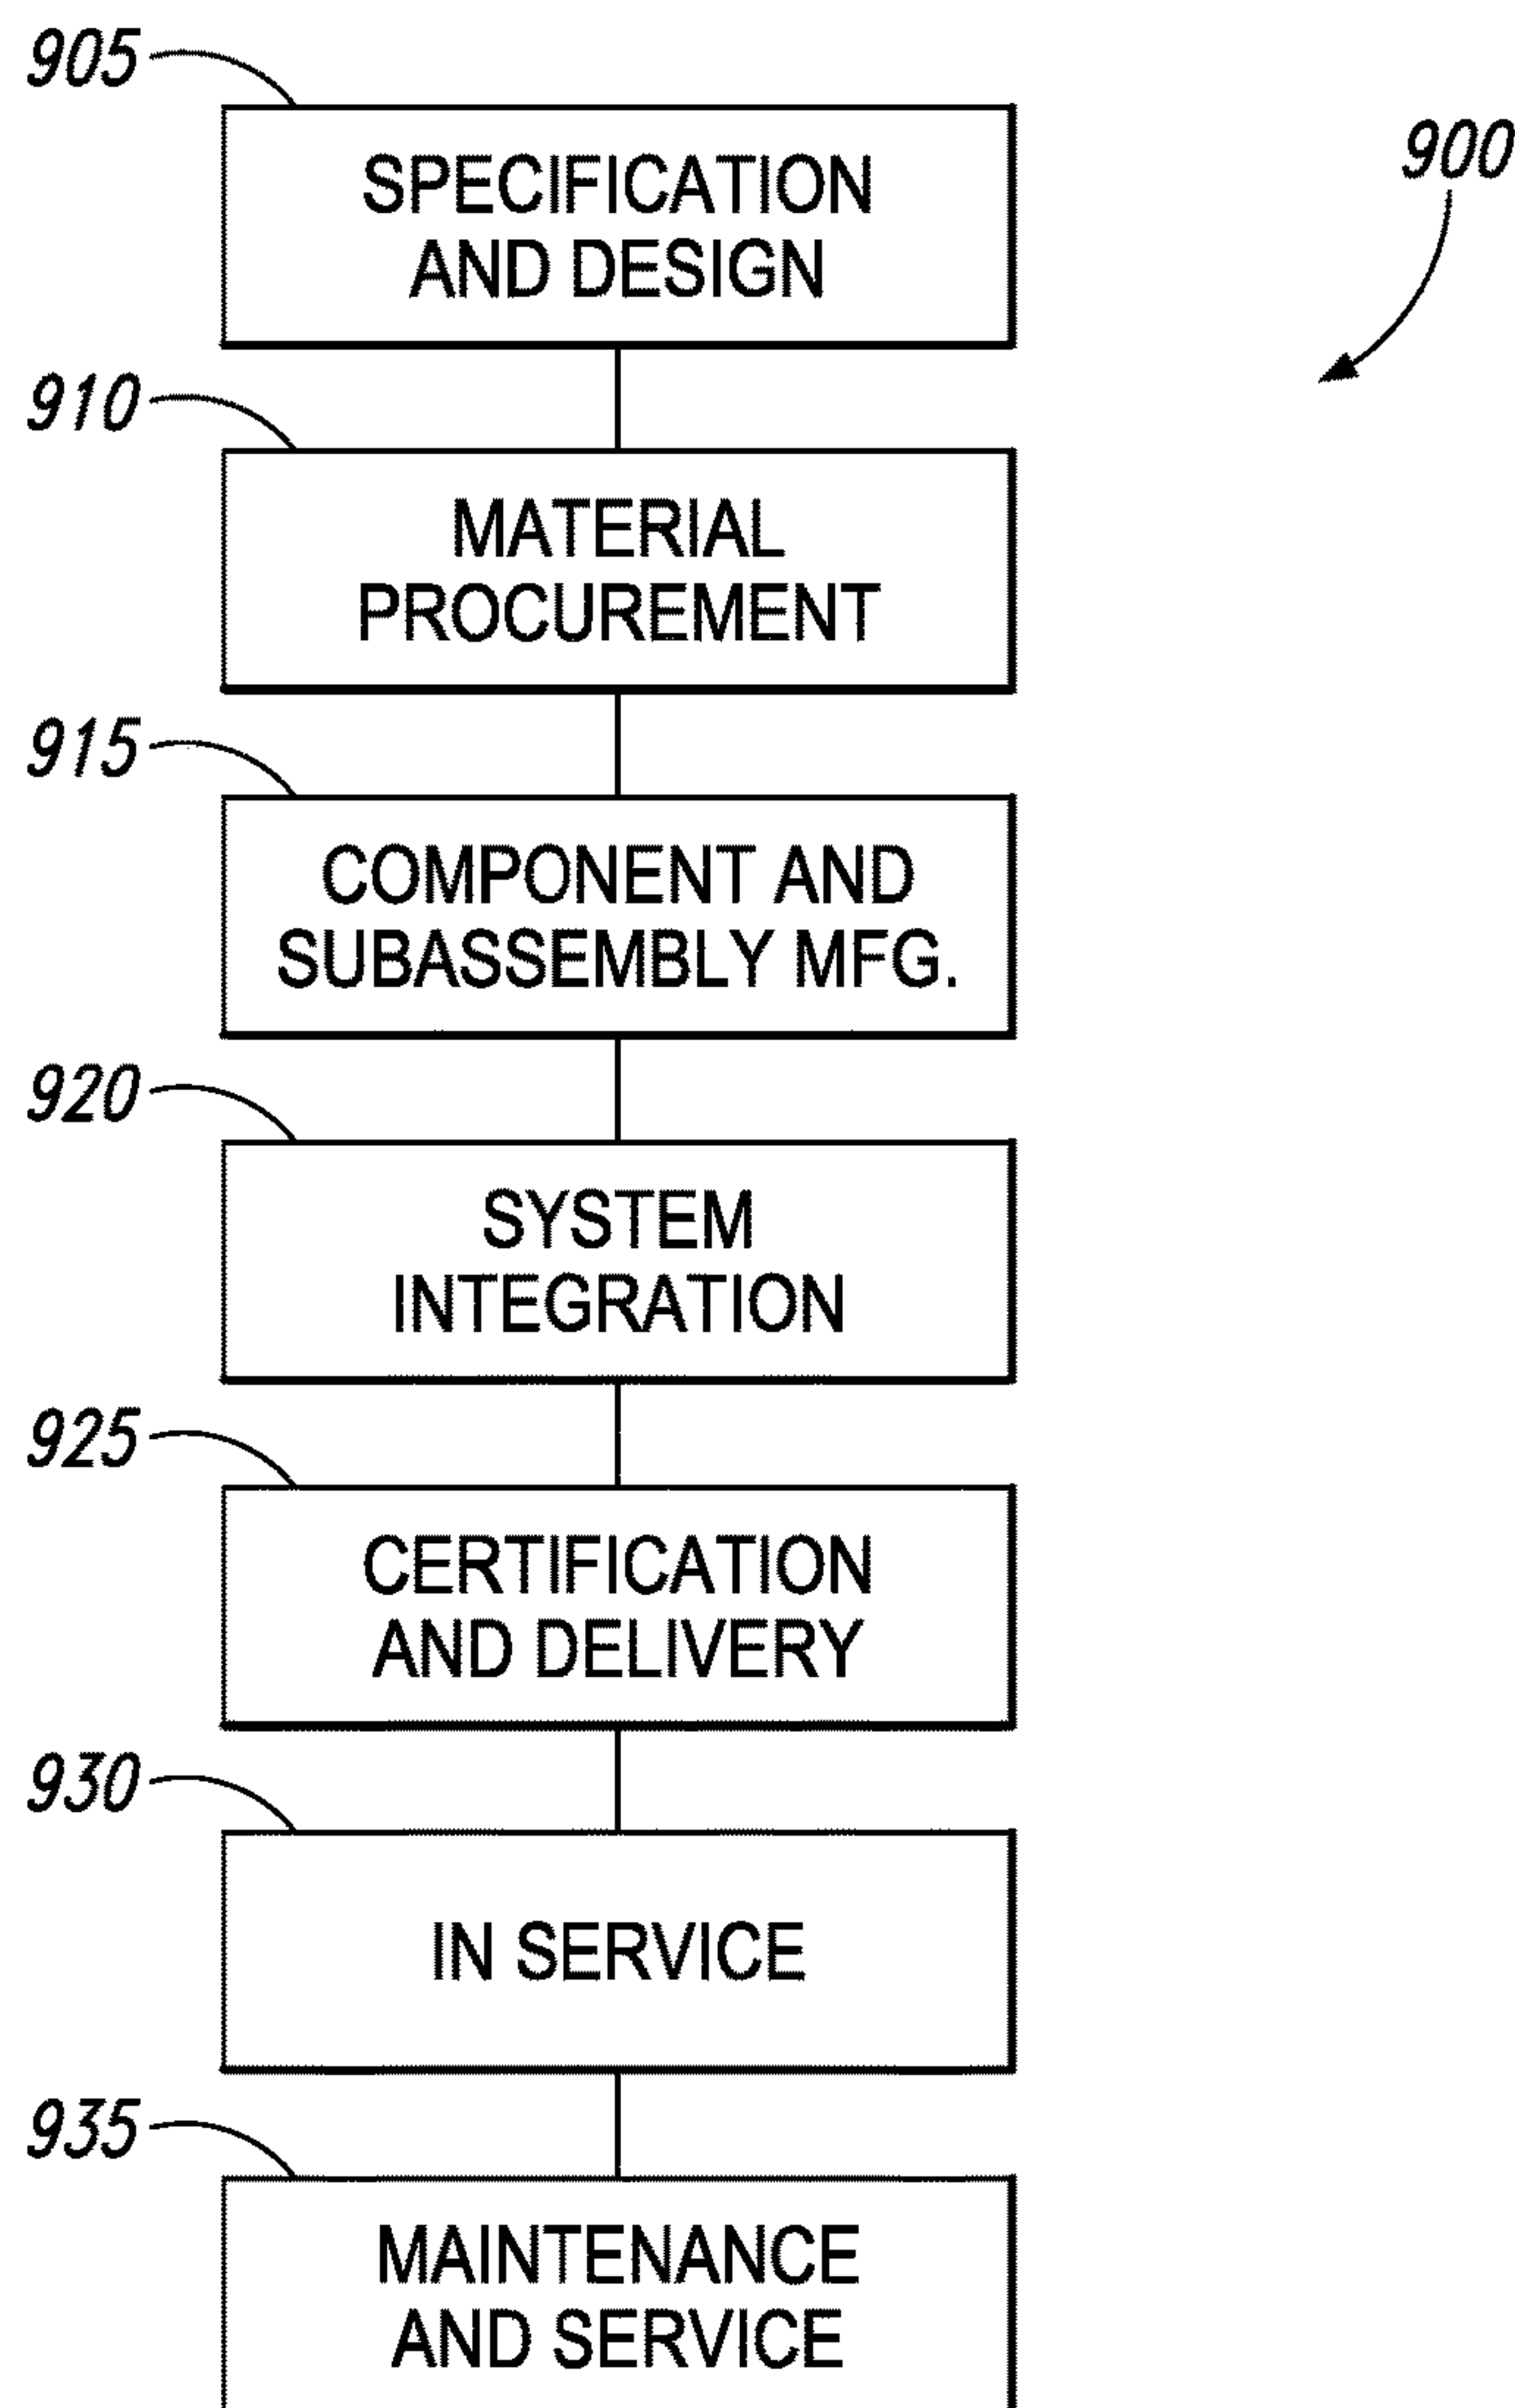 905
SPECIFICATION
AND DESIGN
900
910
MATERIAL
PROCUREMENT
915
COMPONENT AND
SUBASSEMBLY MFG.
920
SYSTEM
INTEGRATION
925
CERTIFICATION
AND DELIVERY
930
IN SERVICE
935
MAINTENANCE
AND SERVICE